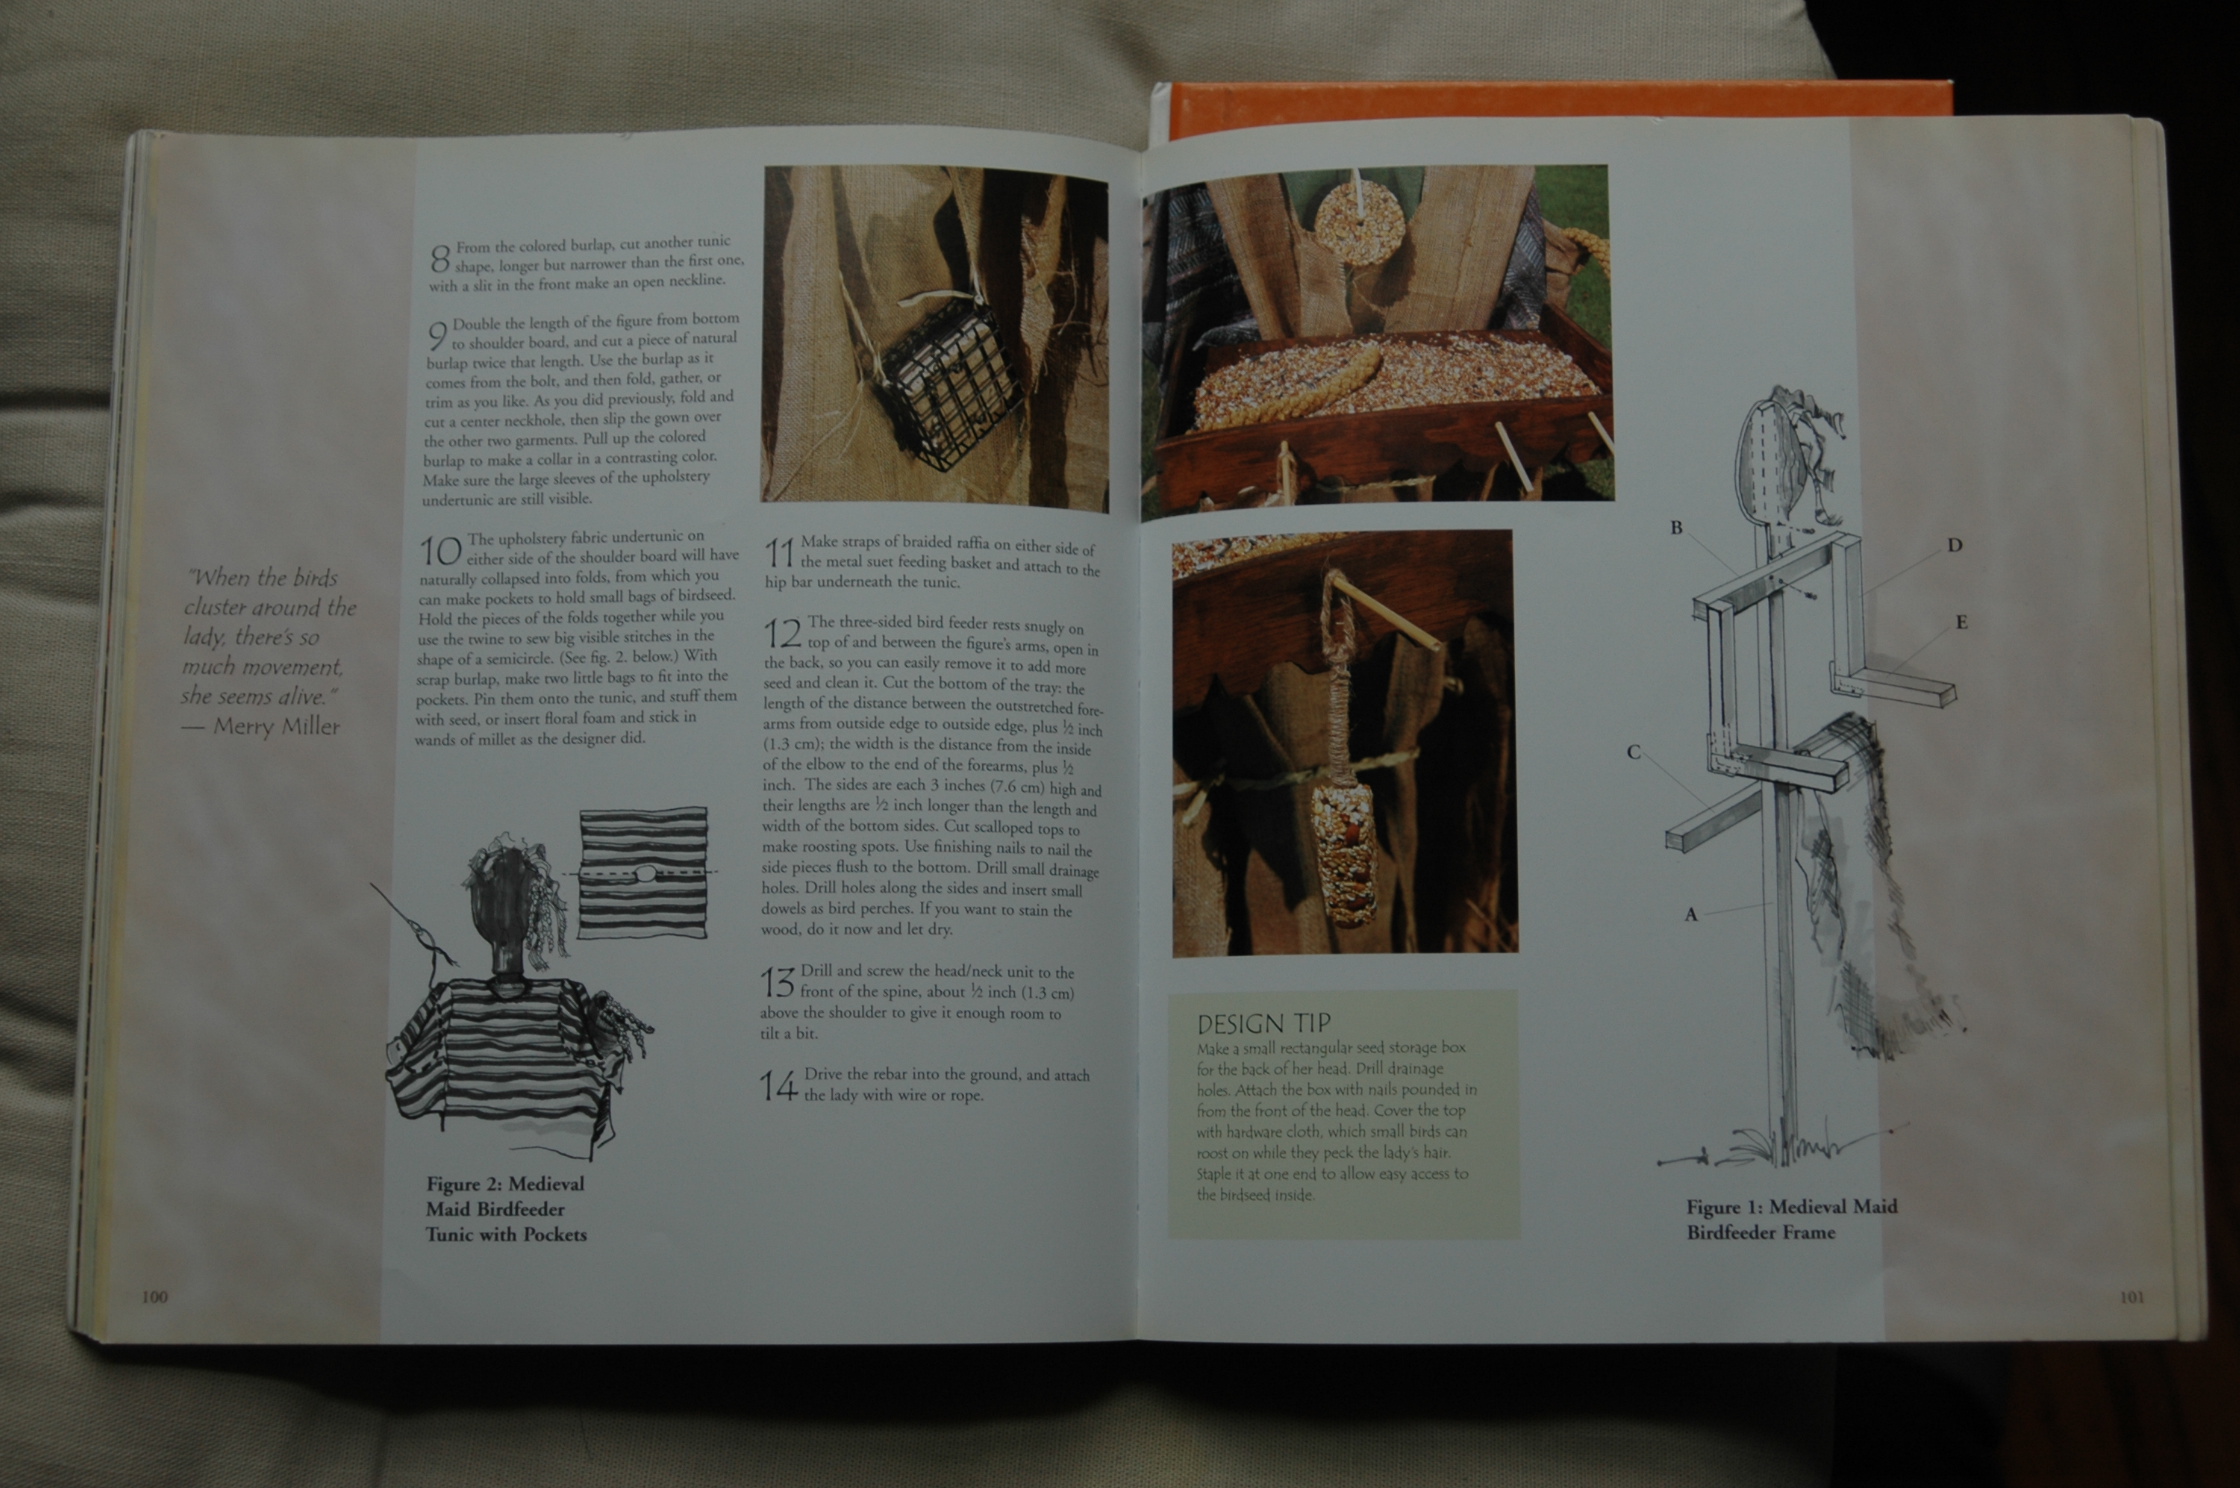 "When the birds
cluster around the
lady, there's so
much movement,
she seems alive."
— Merry Miller
8 From the colored burlap, cut another tunic
shape, longer but narrower than the first one,
with a slit in the front make an open neckline.
9 Double the length of the figure from bottom
to shoulder board, and cut a piece of natural
burlap twice that length. Use the burlap as it
comes from the bolt, and then fold, gather, or
trim as you like. As you did previously, fold and
cut a center neckhole, then slip the gown over
the other two garments. Pull up the colored
burlap to make a collar in a contrasting color.
Make sure the large sleeves of the upholstery
undertunic are still visible.
10 The upholstery fabric undertunic on
either side of the shoulder board will have
naturally collapsed into folds, from which you
can make pockets to hold small bags of birdseed.
Hold the pieces of the folds together while you
use the twine to sew big visible stitches in the
shape of a semicircle. (See fig. 2. below.) With
scrap burlap, make two little bags to fit into the
pockets. Pin them onto the tunic, and stuff them
with seed, or insert floral foam and stick in
wands of millet as the designer did.
Figure 2: Medieval
Maid Birdfeeder
Tunic with Pockets
100
11 Make straps of braided raffia on either side of
the metal suet feeding basket and attach to the
hip bar underneath the tunic.
12 The three-sided bird feeder rests snugly on
top of and between the figure's arms, open in
the back, so you can easily remove it to add more
seed and clean it. Cut the bottom of the tray: the
length of the distance between the outstretched fore-
arms from outside edge to outside edge, plus ½ inch
(1.3 cm); the width is the distance from the inside
of the elbow to the end of the forearms, plus ½
inch. The sides are each 3 inches (7.6 cm) high and
their lengths are ½ inch longer than the length and
width of the bottom sides. Cut scalloped tops to
make roosting spots. Use finishing nails to nail the
side pieces flush to the bottom. Drill small drainage
holes. Drill holes along the sides and insert small
dowels as bird perches. If you want to stain the
wood, do it now and let dry.
13 Drill and screw the head/neck unit to the
front of the spine, about ½ inch (1.3 cm)
above the shoulder to give it enough room to
tilt a bit.
14 Drive the rebar into the ground, and attach
the lady with wire or rope.
DESIGN TIP
Make a small rectangular seed storage box
for the back of her head. Drill drainage
holes. Attach the box with nails pounded in
from the front of the head. Cover the top
with hardware cloth, which small birds can
roost on while they peck the lady's hair.
Staple it at one end to allow easy access to
the birdseed inside.
B
D
E
C
A
Figure 1: Medieval Maid
Birdfeeder Frame
101